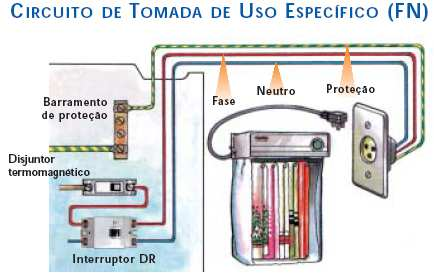 CIRCUITO DE TOMADA DE USO ESPECÍFICO (FN)
Barramento
de proteção
Fase
Neutro
Proteção
Disjuntor
termomagnético
Interruptor DR